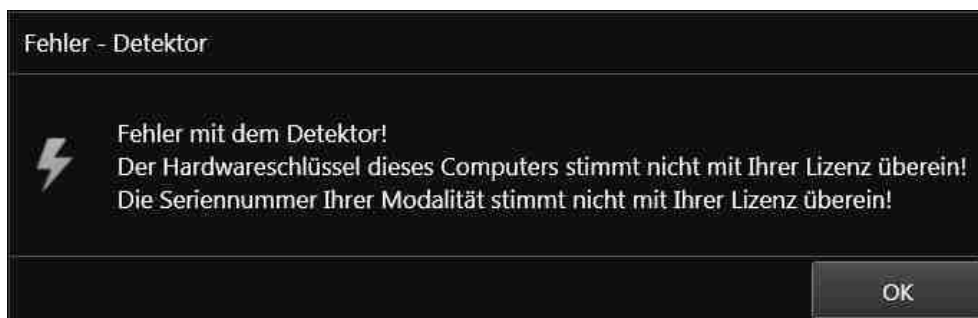 Fehler - Detektor
Fehler mit dem Detektor!
Der Hardwareschlüssel dieses Computers stimmt nicht mit Ihrer Lizenz überein!
Die Seriennummer Ihrer Modalität stimmt nicht mit Ihrer Lizenz überein!
OK